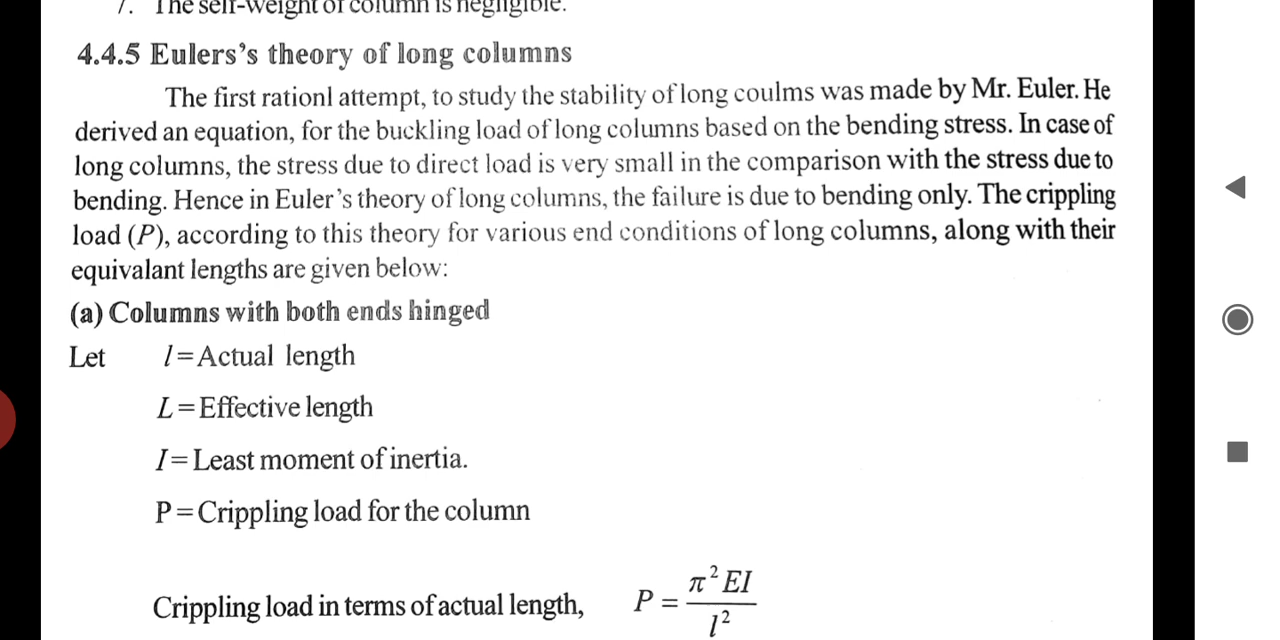 7. The self-weight of column is negligible.
4.4.5 Eulers's theory of long columns
The first rationl attempt, to study the stability of long coulms was made by Mr. Euler. He
derived an equation, for the buckling load of long columns based on the bending stress. In case of
long columns, the stress due to direct load is very small in the comparison with the stress due to
bending. Hence in Euler's theory of long columns, the failure is due to bending only. The crippling
load (P), according to this theory for various end conditions of long columns, along with their
equivalant lengths are given below:
(a) Columns with both ends hinged
Let l = Actual length
L = Effective length
I = Least moment of inertia.
P = Crippling load for the column
Crippling load in terms of actual length, P = π² EI / l²